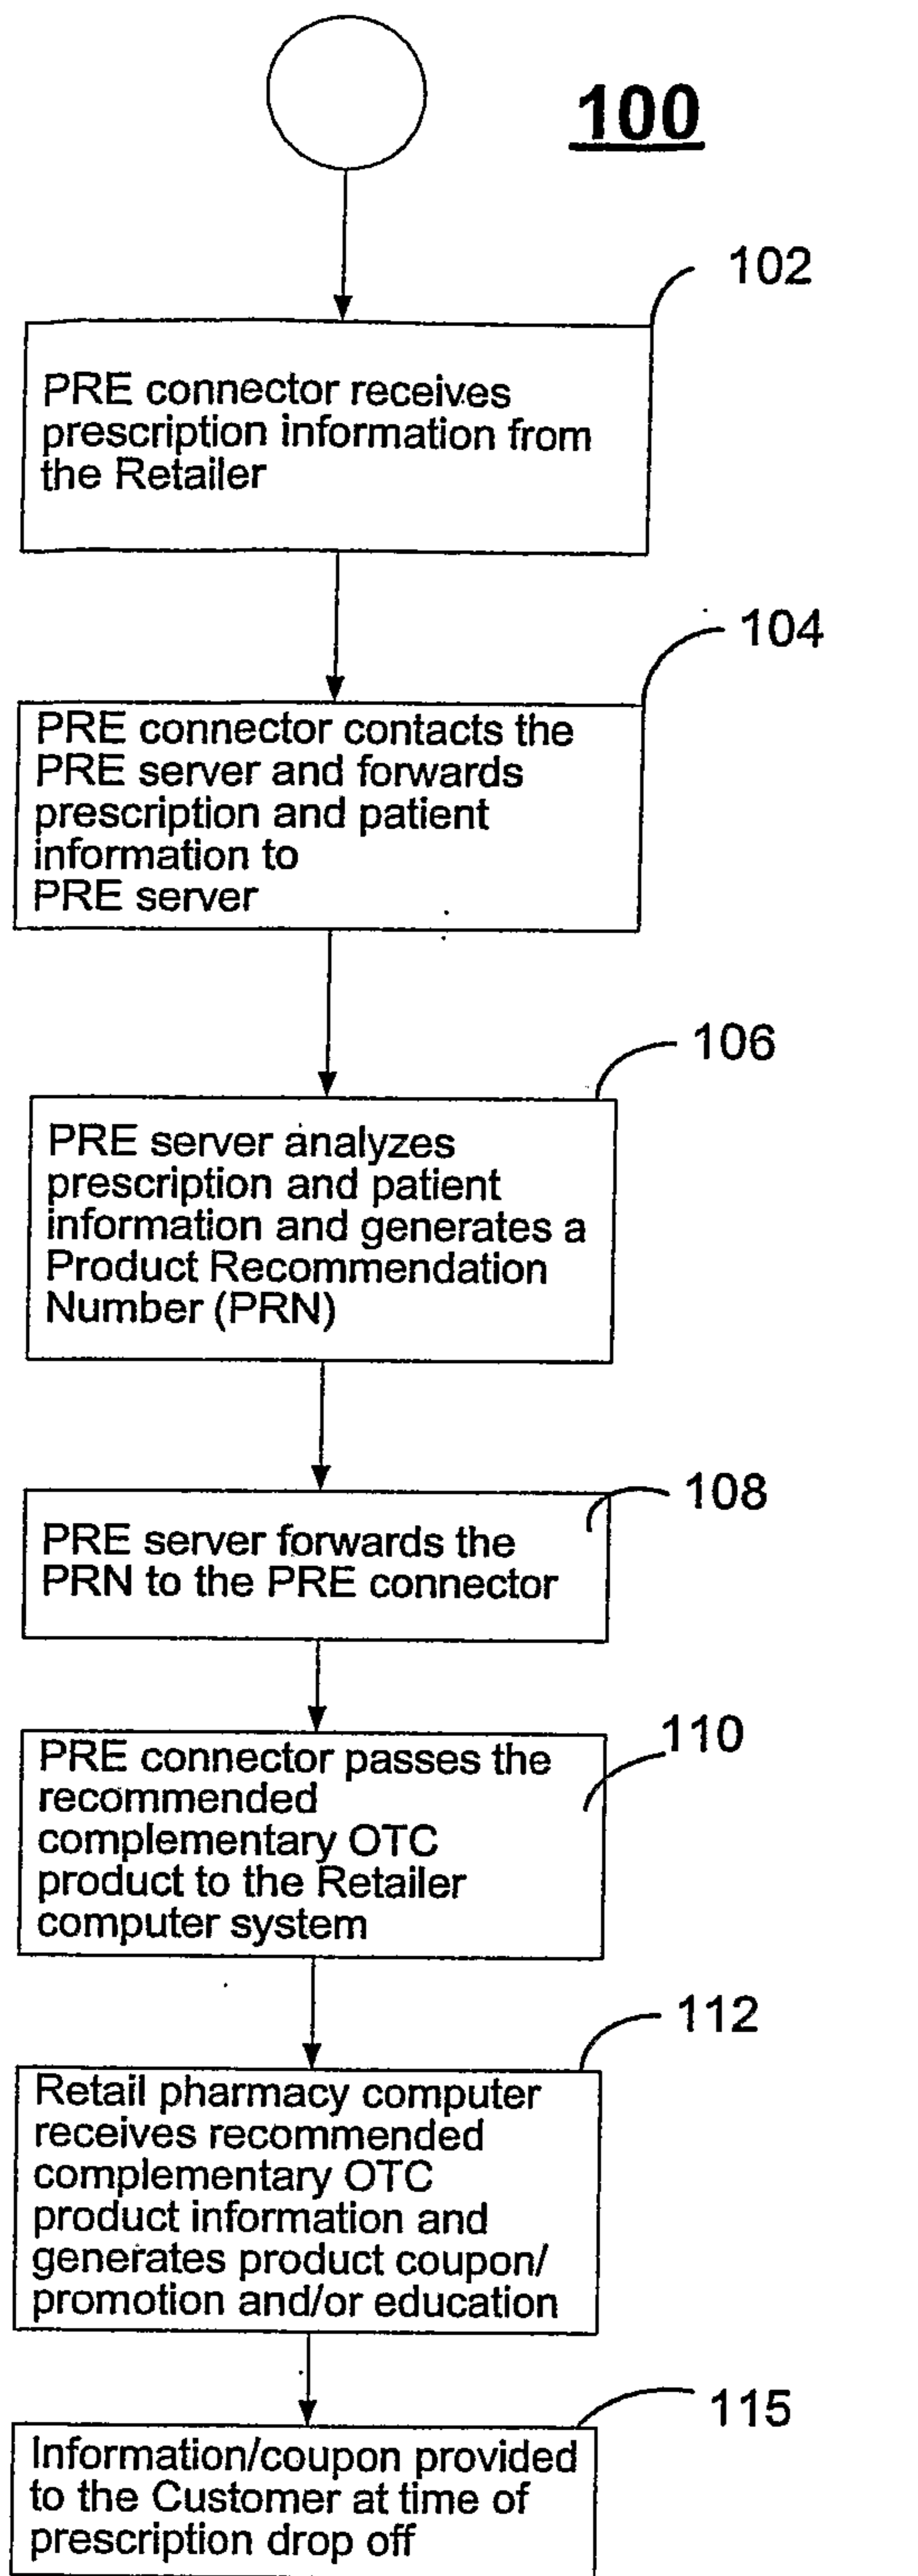 100
102
PRE connector receives
prescription information from
the Retailer
104
PRE connector contacts the
PRE server and forwards
prescription and patient
information to
PRE server
106
PRE server analyzes
prescription and patient
information and generates a
Product Recommendation
Number (PRN)
108
PRE server forwards the
PRN to the PRE connector
110
PRE connector passes the
recommended
complementary OTC
product to the Retailer
computer system
112
Retail pharmacy computer
receives recommended
complementary OTC
product information and
generates product coupon/
promotion and/or education
115
Information/coupon provided
to the Customer at time of
prescription drop off